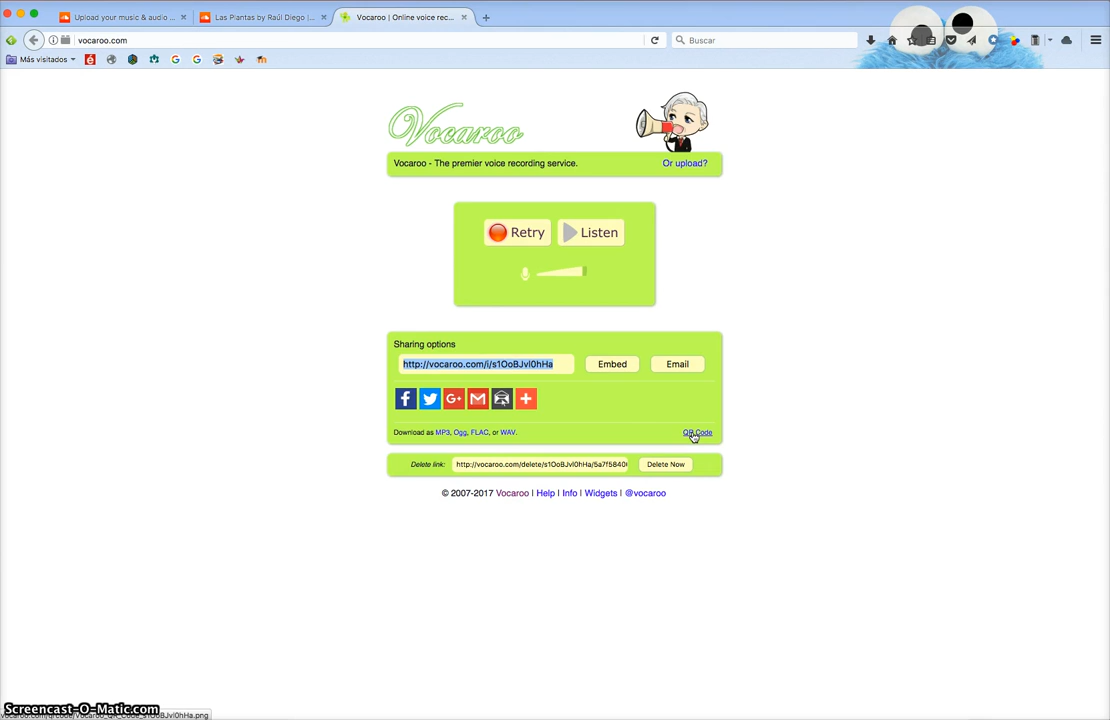 Upload your music & audio ...
Las Plantas by Raúl Diego |...
Vocaroo | Online voice rec...
vocaroo.com
Buscar
Más visitados
Vocaroo
Vocaroo - The premier voice recording service.
Or upload?
Retry
Listen
Sharing options
http://vocaroo.com/i/s1OoBJvl0hHa
Embed
Email
Download as MP3, Ogg, FLAC, or WAV.
QR Code
Delete link:
http://vocaroo.com/delete/s1OoBJvl0hHa/5a7f5840
Delete Now
© 2007-2017 Vocaroo | Help | Info | Widgets | @vocaroo
Screencast-O-Matic.com